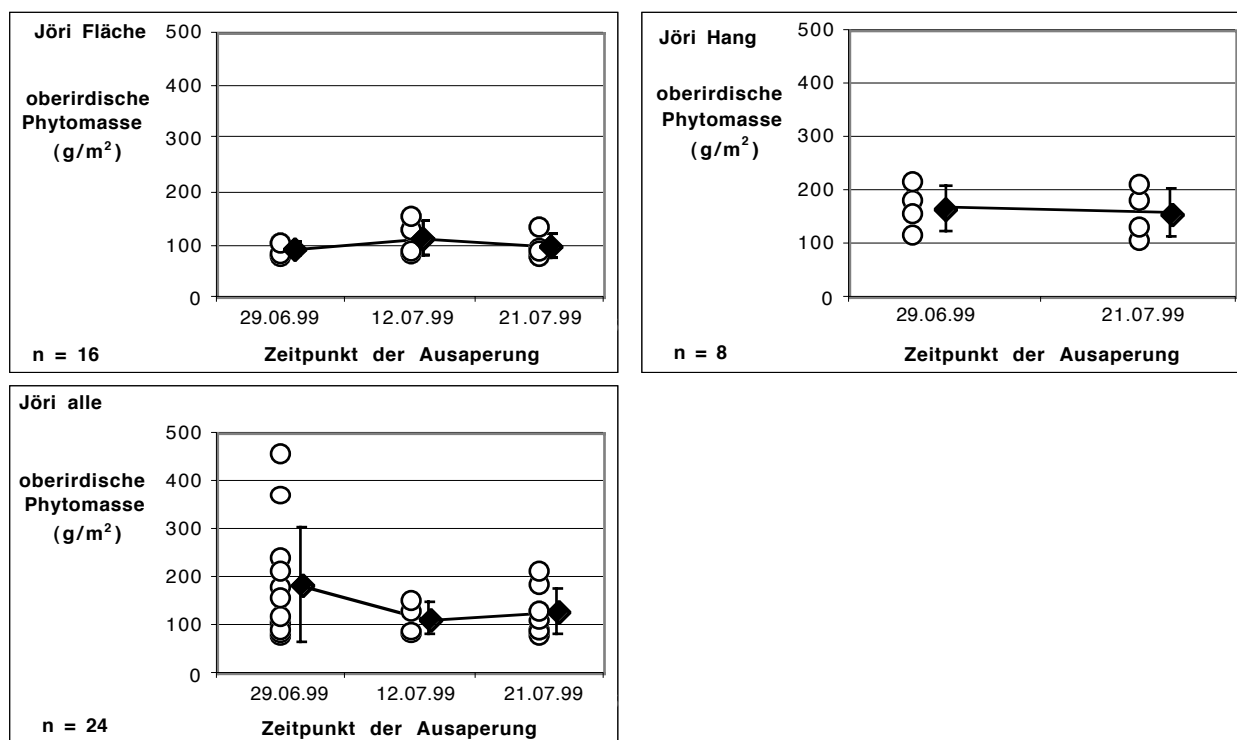 Jöri Fläche
oberirdische
Phytomasse
(g/m²)
500
400
300
200
100
0
29.06.99 12.07.99 21.07.99
n = 16 Zeitpunkt der Ausaperung
Jöri Hang
oberirdische
Phytomasse
(g/m²)
500
400
300
200
100
0
29.06.99 21.07.99
n = 8 Zeitpunkt der Ausaperung
Jöri alle
oberirdische
Phytomasse
(g/m²)
500
400
300
200
100
0
29.06.99 12.07.99 21.07.99
n = 24 Zeitpunkt der Ausaperung